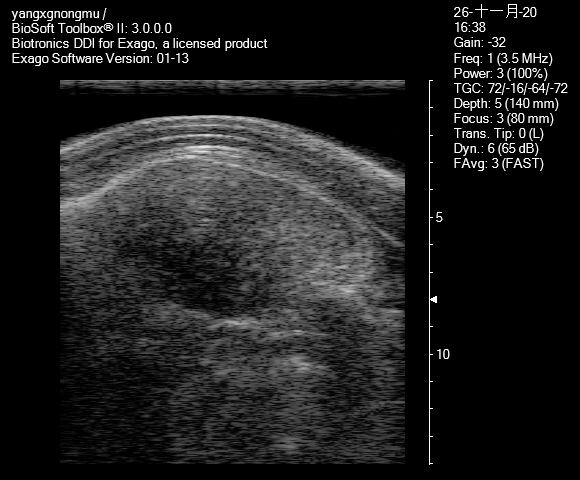 yangxgnongmu /
BioSoft Toolbox® II: 3.0.0.0
Biotronics DDI for Exago, a licensed product
Exago Software Version: 01-13
26-十一月-20
16:38
Gain: -32
Freq: 1 (3.5 MHz)
Power: 3 (100%)
TGC: 72/-16/-64/-72
Depth: 5 (140 mm)
Focus: 3 (80 mm)
Trans. Tip: 0 (L)
Dyn.: 6 (65 dB)
FAvg: 3 (FAST)
5
10